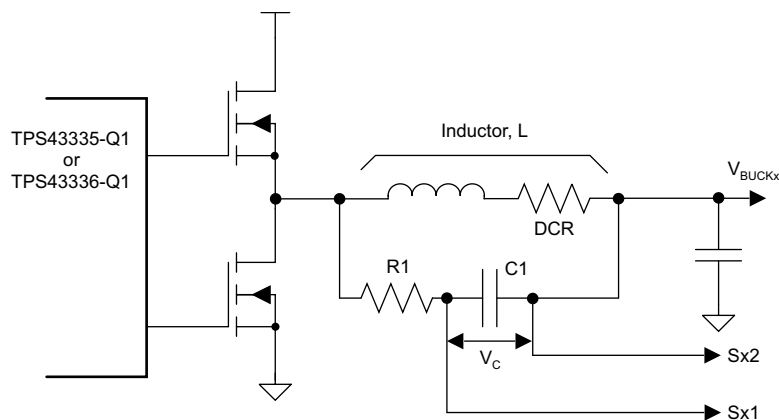 TPS43335-Q1
or
TPS43336-Q1
Inductor, L
VBUCKx
DCR
R1
C1
VC
Sx2
Sx1